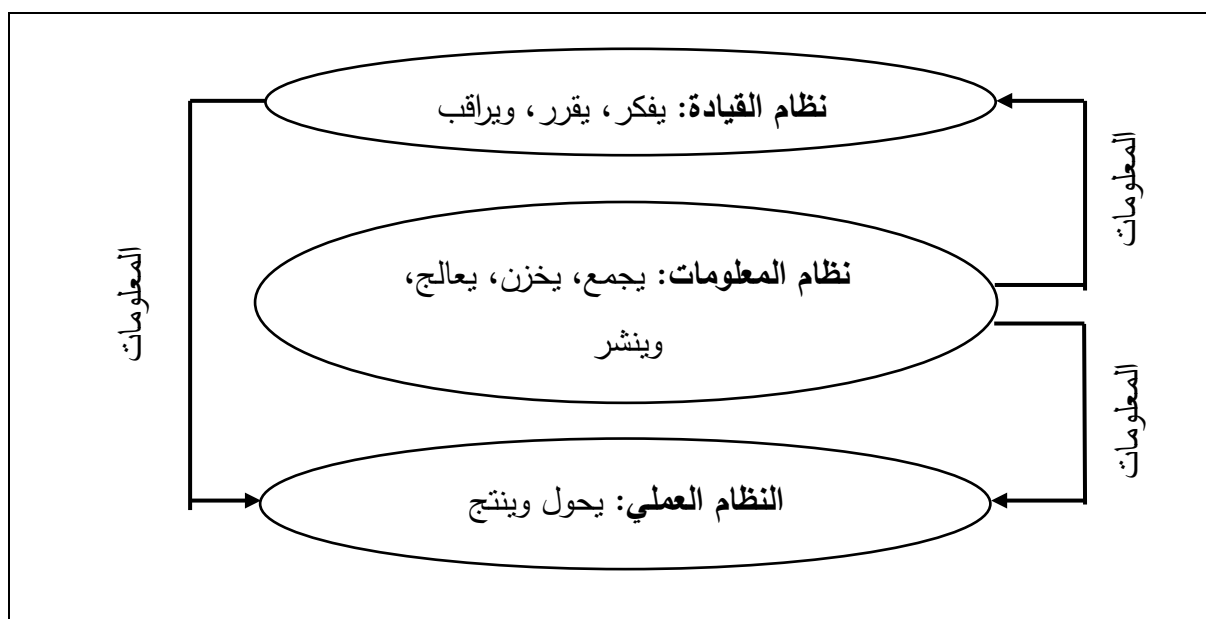 نظام القيادة: يفكر، يقرر، ويراقب
المعلومات
المعلومات
نظام المعلومات: يجمع، يخزن، يعالج،
وينشر
المعلومات
النظام العملي: يحول وينتج